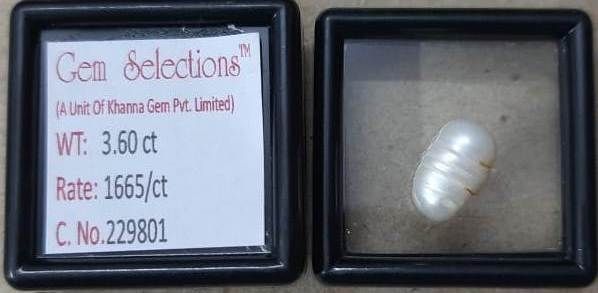 Gem Selections™
(A Unit Of Khanna Gem Pvt. Limited)
WT: 3.60 ct
Rate: 1665/ct
C. No.229801